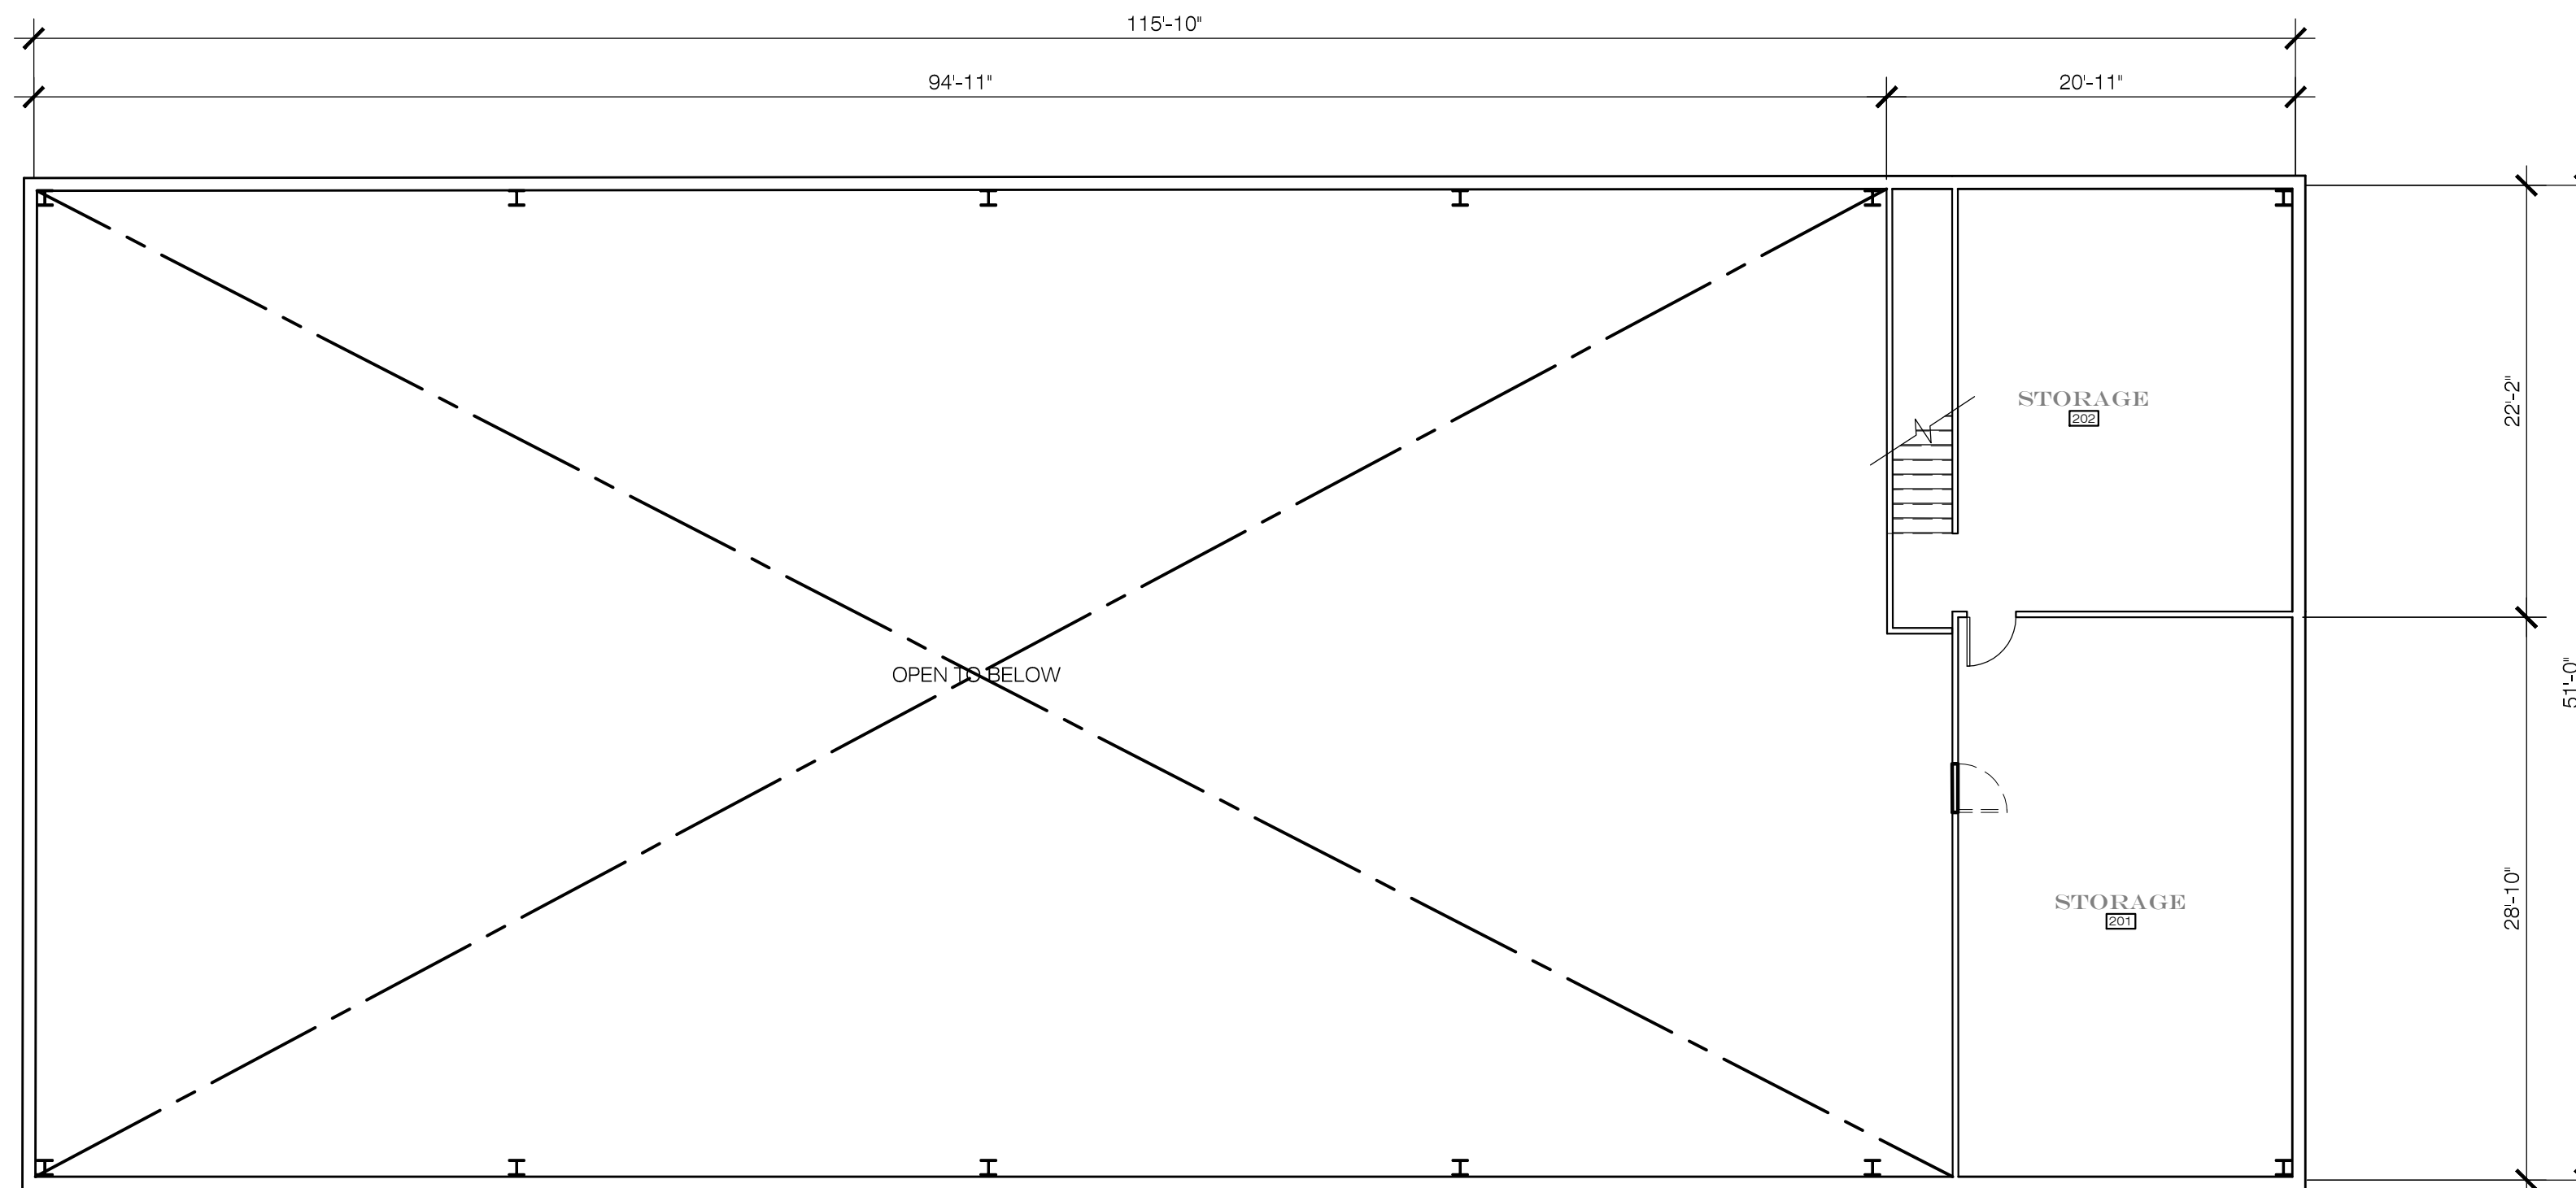 115'-10"
94'-11"
20'-11"
STORAGE
202
22'-2"
OPEN TO BELOW
51'-0"
28'-10"
STORAGE
201